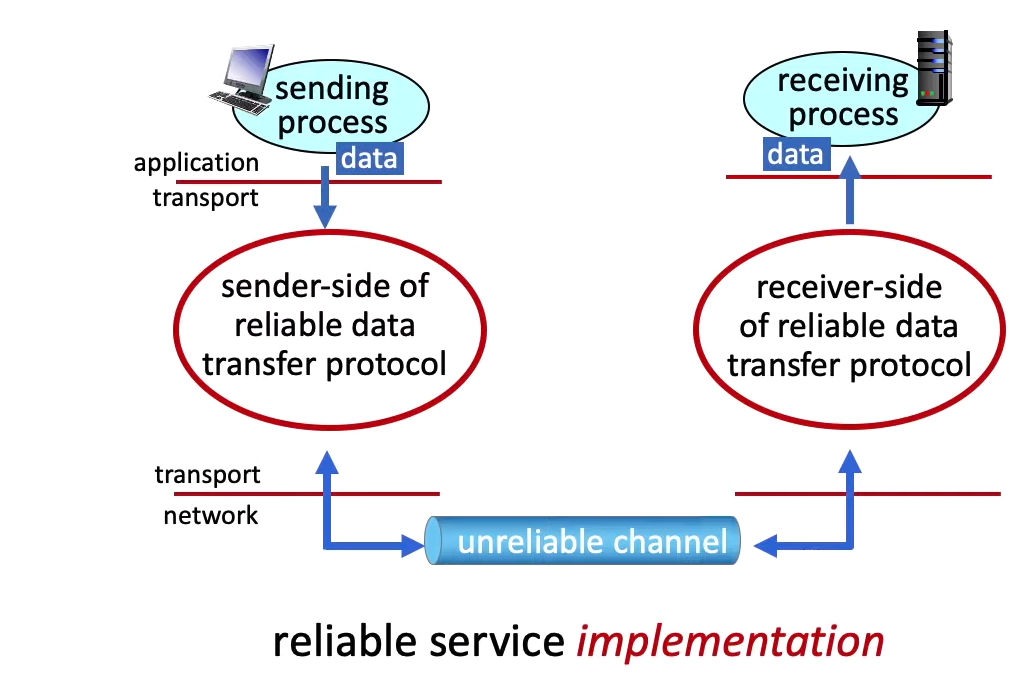 sending
process
receiving
process
data
data
application
transport
sender-side of
reliable data
transfer protocol
receiver-side
of reliable data
transfer protocol
transport
network
unreliable channel
reliable service implementation